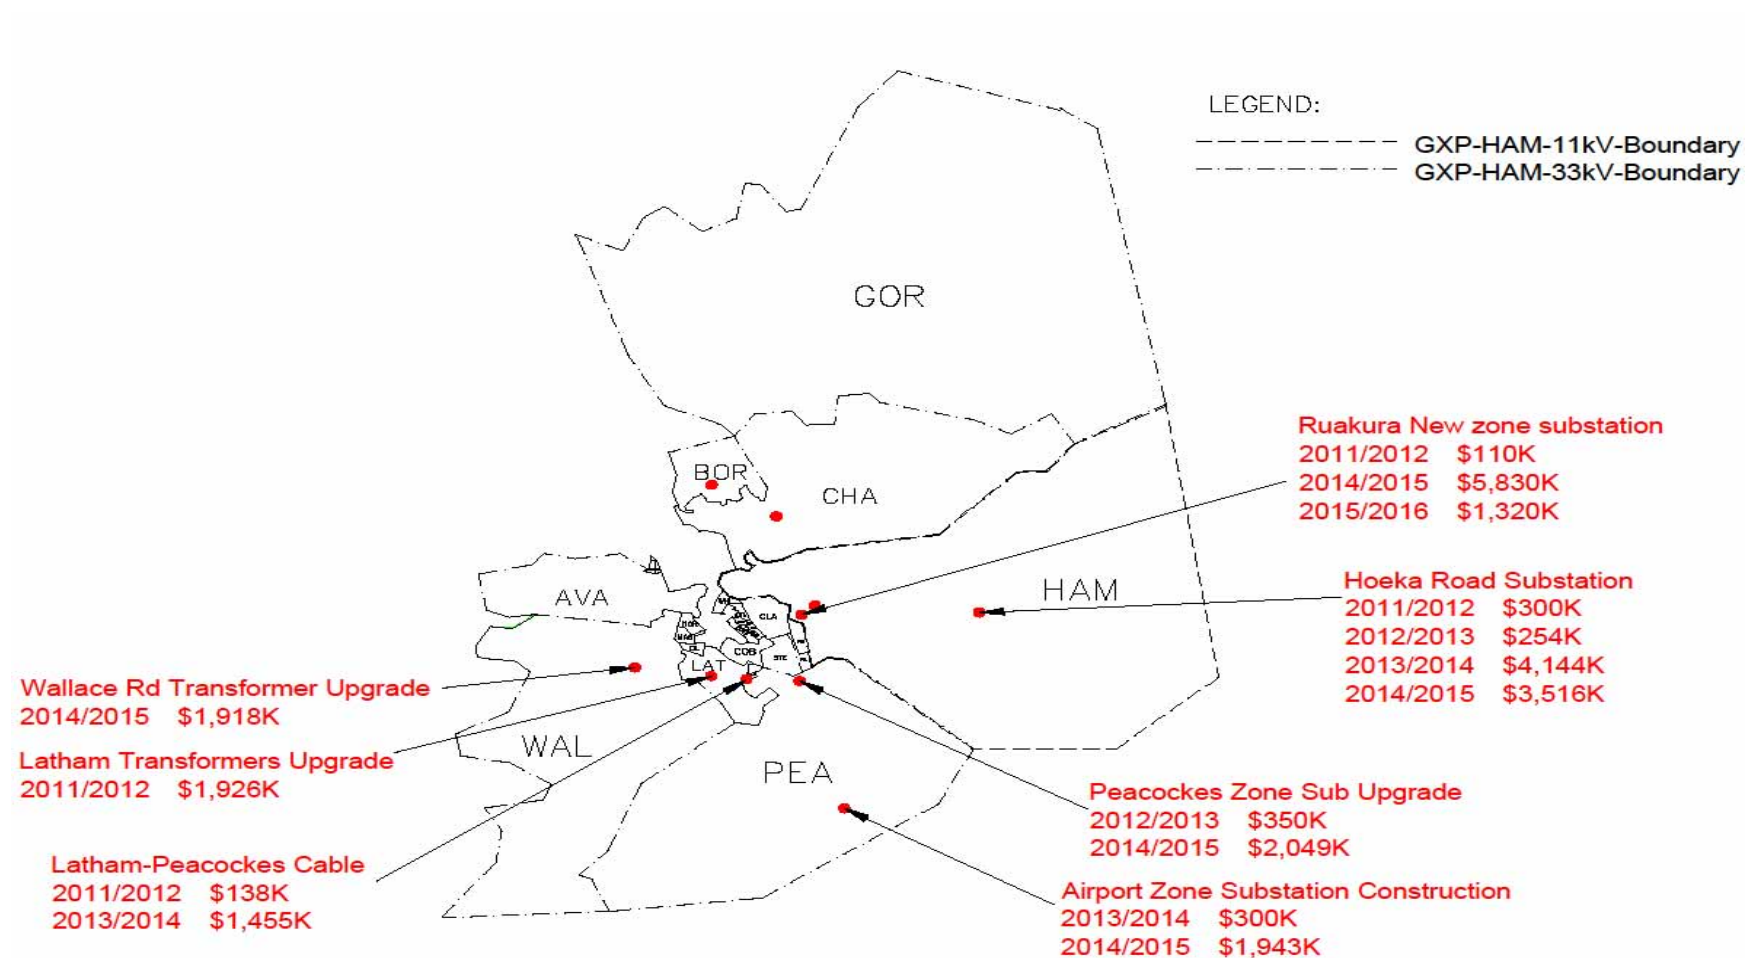 LEGEND:
GXP-HAM-11kV-Boundary
GXP-HAM-33kV-Boundary
GOR
BOR
CHA
HAM
AVA
CLA
COB
STE
LAT
WAL
PEA
Ruakura New zone substation
2011/2012 $110K
2014/2015 $5,830K
2015/2016 $1,320K
Hoeka Road Substation
2011/2012 $300K
2012/2013 $254K
2013/2014 $4,144K
2014/2015 $3,516K
Wallace Rd Transformer Upgrade
2014/2015 $1,918K
Latham Transformers Upgrade
2011/2012 $1,926K
Latham-Peacockes Cable
2011/2012 $138K
2013/2014 $1,455K
Peacockes Zone Sub Upgrade
2012/2013 $350K
2014/2015 $2,049K
Airport Zone Substation Construction
2013/2014 $300K
2014/2015 $1,943K